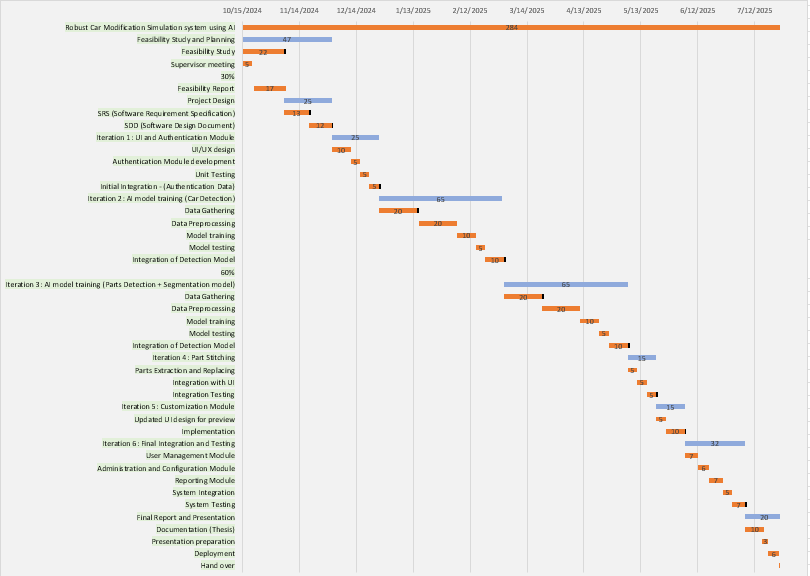 10/15/2024 11/14/2024 12/14/2024 1/13/2025 2/12/2025 3/14/2025 4/13/2025 5/13/2025 6/12/2025 7/12/2025
Robust Car Modification Simulation system using AI 284
Feasibility Study and Planning 47
Feasibility Study 22
Supervisor meeting 5
30%
Feasibility Report 17
Project Design 25
SRS (Software Requirement Specification) 13
SDD (Software Design Document) 12
Iteration 1: UI and Authentication Module 25
UI/UX design 10
Authentication Module development 5
Unit Testing 5
Initial Integration - (Authentication Data) 5
Iteration 2: AI model training (Car Detection) 65
Data Gathering 20
Data Preprocessing 20
Model training 10
Model testing 5
Integration of Detection Model 10
60%
Iteration 3: AI model training (Parts Detection + Segmentation model) 65
Data Gathering 20
Data Preprocessing 20
Model training 10
Model testing 5
Integration of Detection Model 10
Iteration 4: Part Stitching 15
Parts Extraction and Replacing 5
Integration with UI 5
Integration Testing 5
Iteration 5: Customization Module 15
Updated UI design for preview 5
Implementation 10
Iteration 6: Final Integration and Testing 32
User Management Module 7
Administration and Configuration Module 6
Reporting Module 7
System Integration 5
System Testing 7
Final Report and Presentation 20
Documentation (Thesis) 10
Presentation preparation 3
Deployment 6
Hand over